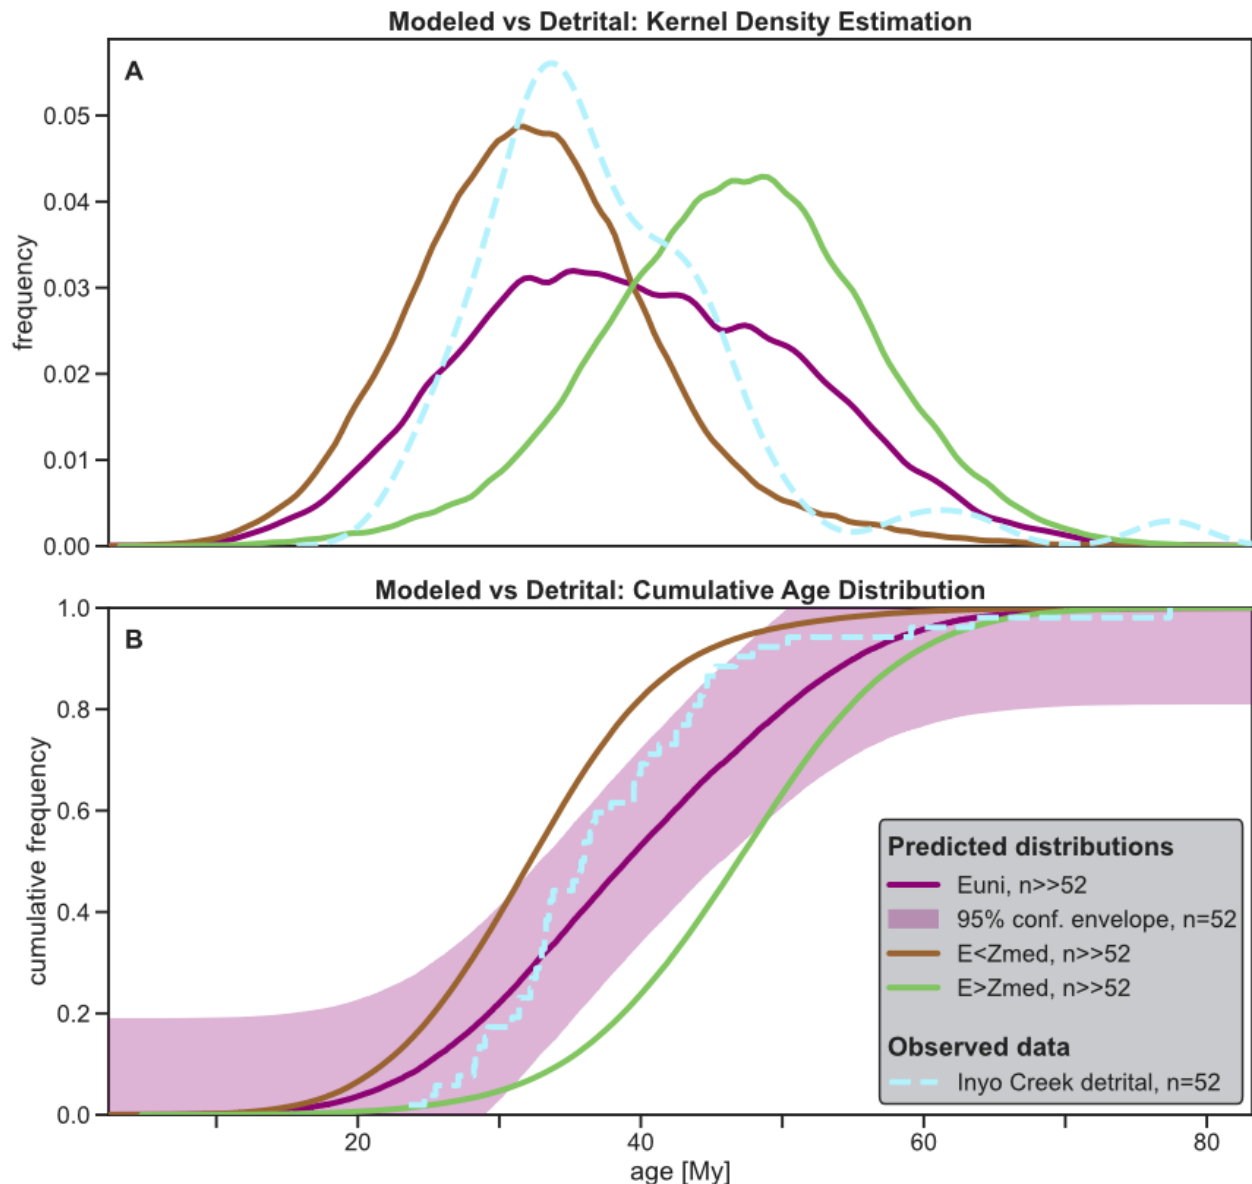 Modeled vs Detrital: Kernel Density Estimation
A
0.05
0.04
0.03
0.02
0.01
0.00
frequency
Modeled vs Detrital: Cumulative Age Distribution
B
1.0
0.8
0.6
0.4
0.2
0.0
cumulative frequency
Predicted distributions
Euni, n>>52
95% conf. envelope, n=52
E<Zmed, n>>52
E>Zmed, n>>52
Observed data
Inyo Creek detrital, n=52
20 40 60 80
age [My]